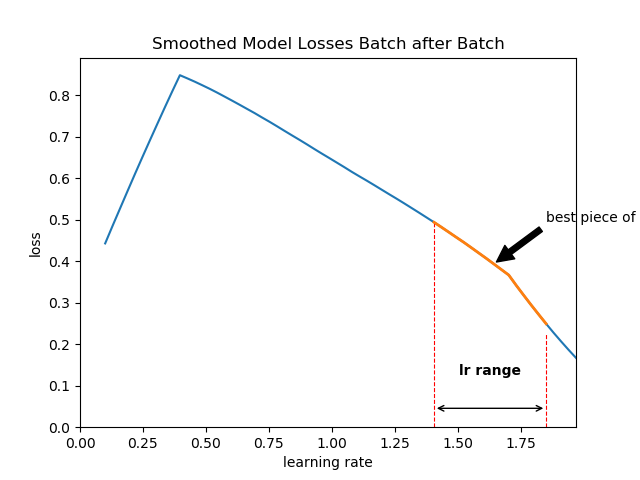 Smoothed Model Losses Batch after Batch
loss
0.8
0.7
0.6
0.5
0.4
0.3
0.2
0.1
0.0
best piece of
lr range
0.00 0.25 0.50 0.75 1.00 1.25 1.50 1.75
learning rate